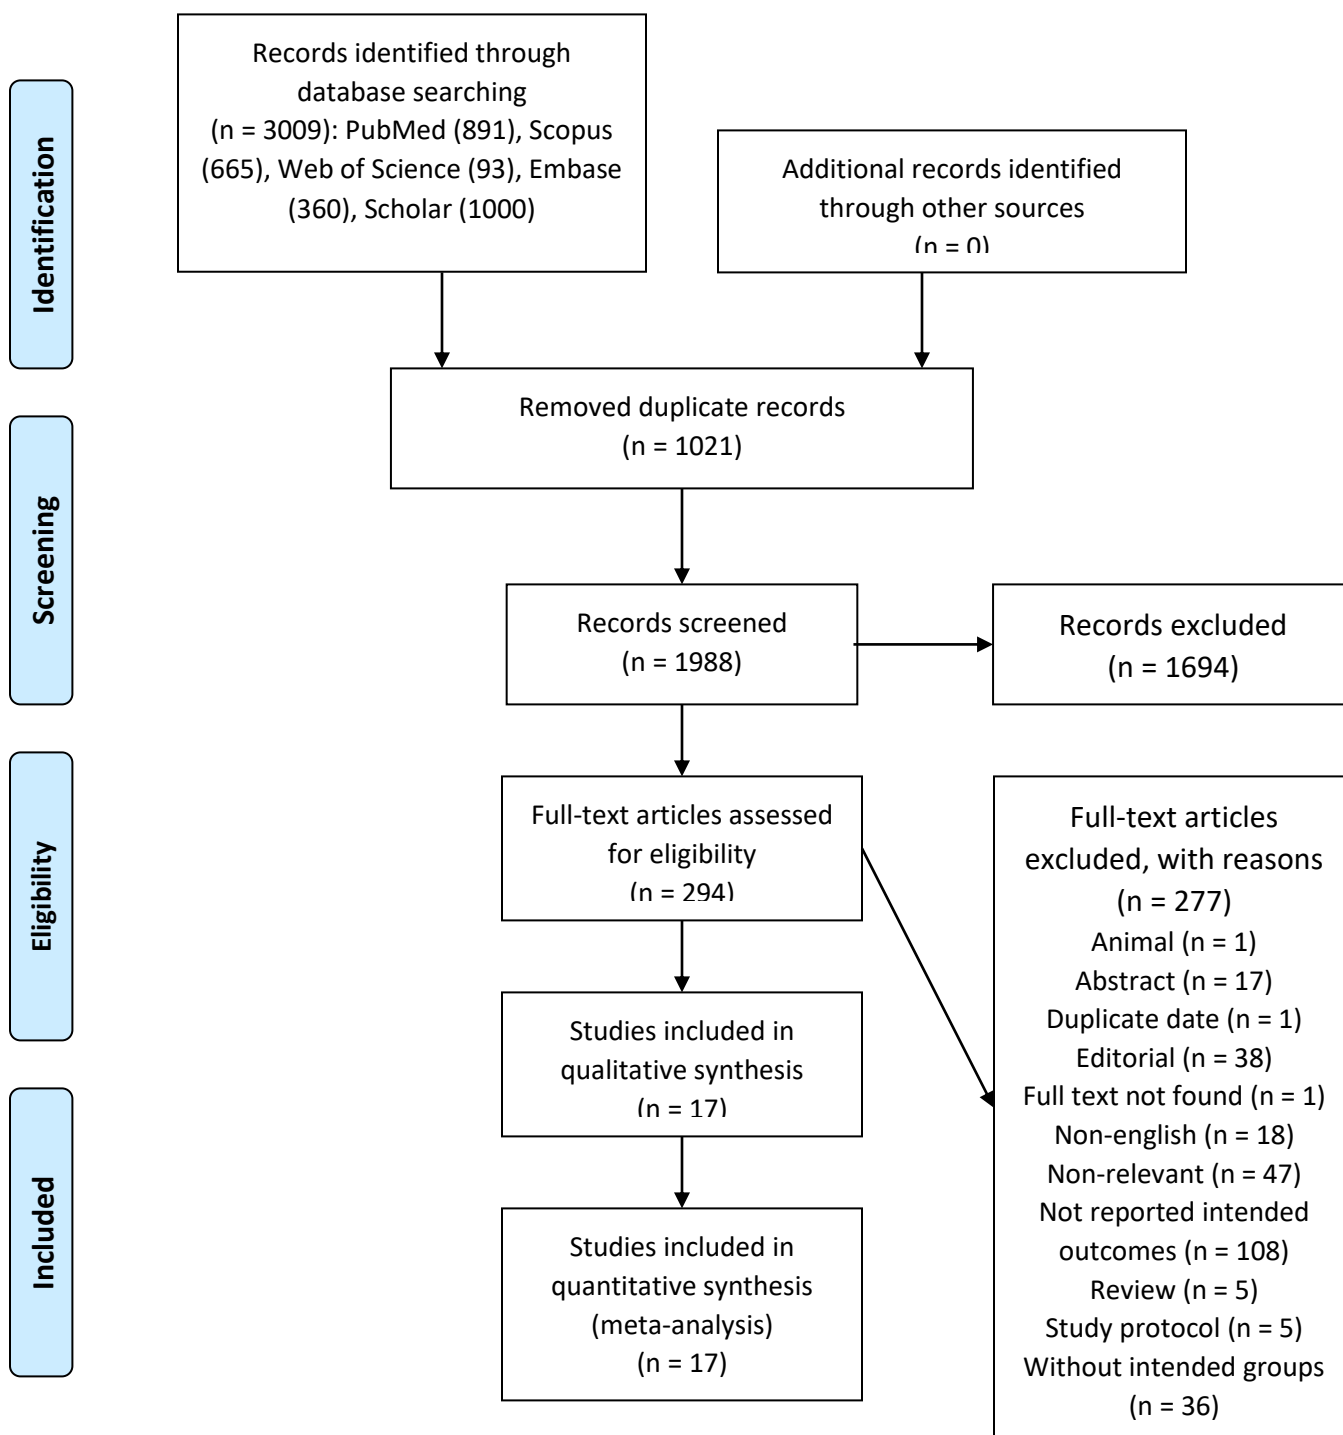 Identification
Records identified through
database searching
(n = 3009): PubMed (891), Scopus
(665), Web of Science (93), Embase
(360), Scholar (1000)
Additional records identified
through other sources
(n = 0)
Removed duplicate records
(n = 1021)
Screening
Records screened
(n = 1988)
Records excluded
(n = 1694)
Eligibility
Full-text articles assessed
for eligibility
(n = 294)
Full-text articles
excluded, with reasons
(n = 277)
Animal (n = 1)
Abstract (n = 17)
Duplicate date (n = 1)
Editorial (n = 38)
Full text not found (n = 1)
Non-english (n = 18)
Non-relevant (n = 47)
Not reported intended
outcomes (n = 108)
Review (n = 5)
Study protocol (n = 5)
Without intended groups
(n = 36)
Studies included in
qualitative synthesis
(n = 17)
Included
Studies included in
quantitative synthesis
(meta-analysis)
(n = 17)